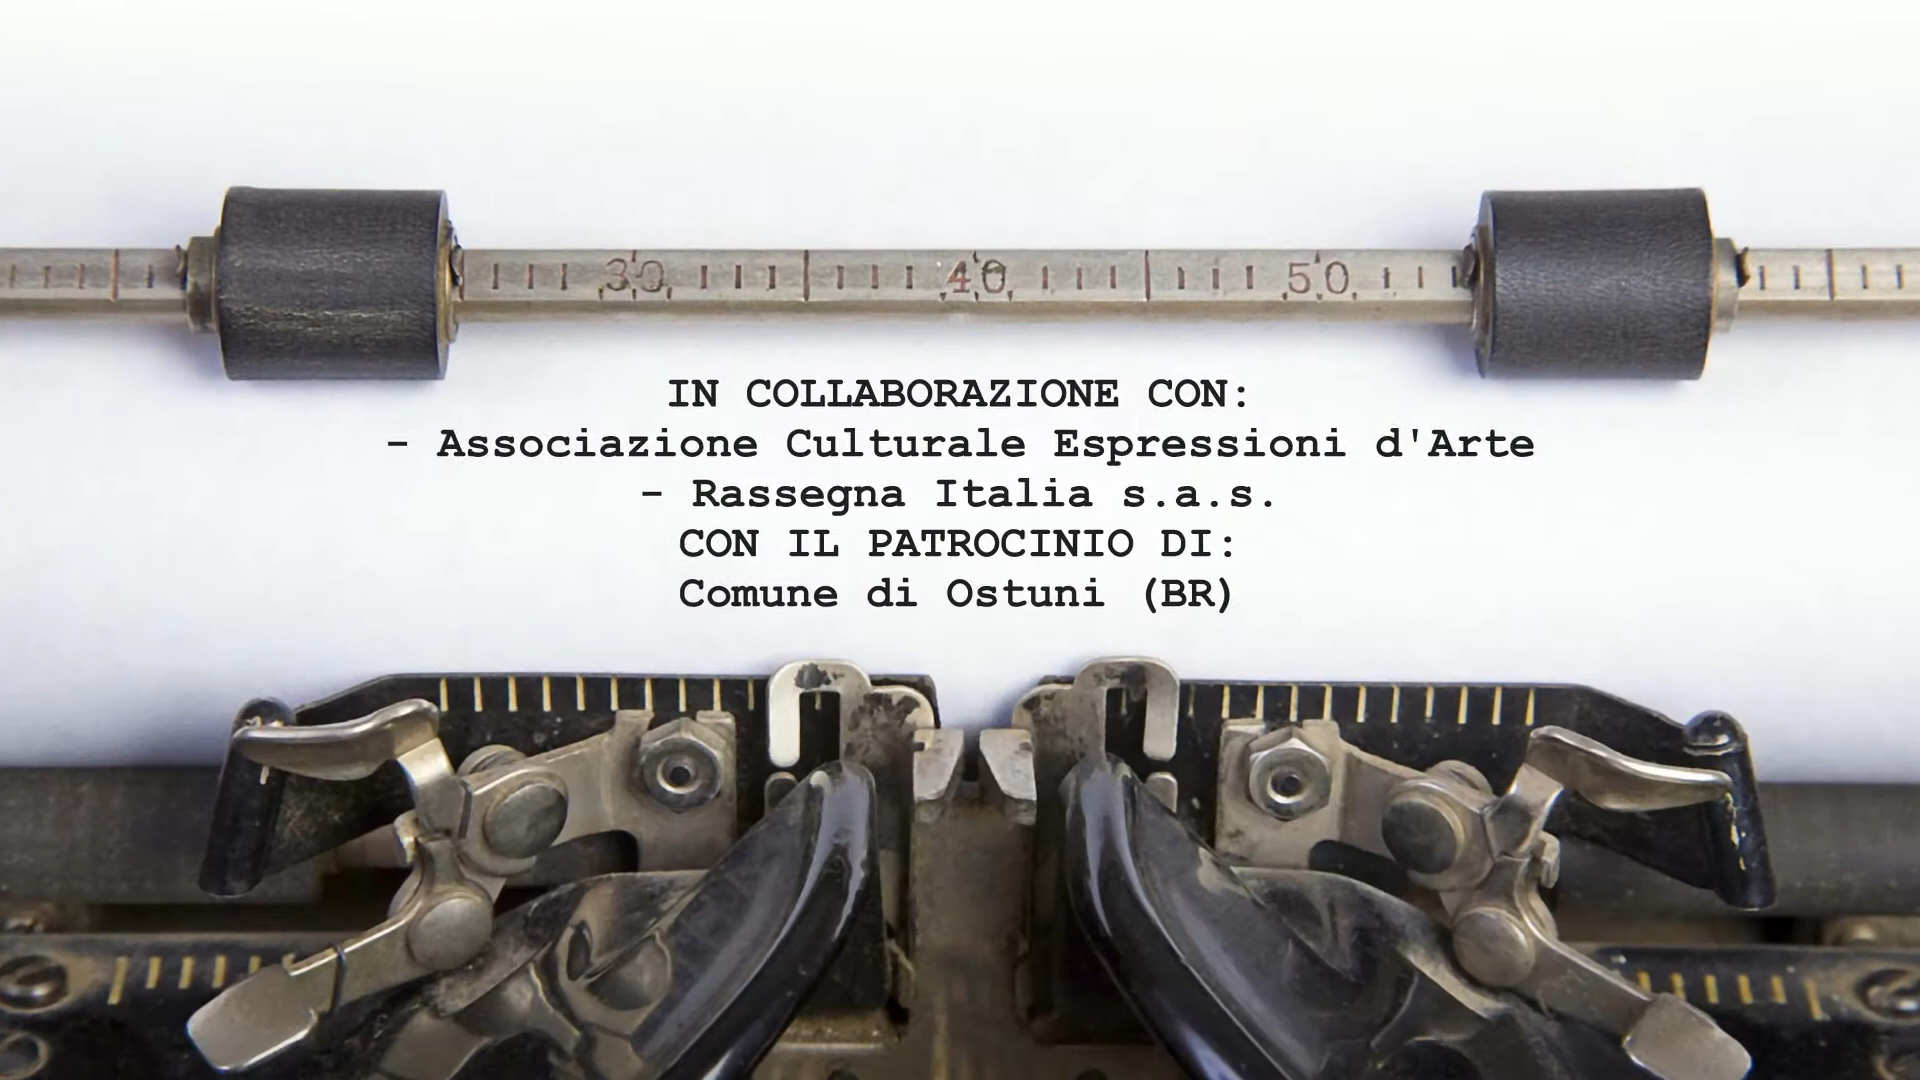 30 40 50
IN COLLABORAZIONE CON:
- Associazione Culturale Espressioni d'Arte
- Rassegna Italia s.a.s.
CON IL PATROCINIO DI:
Comune di Ostuni (BR)